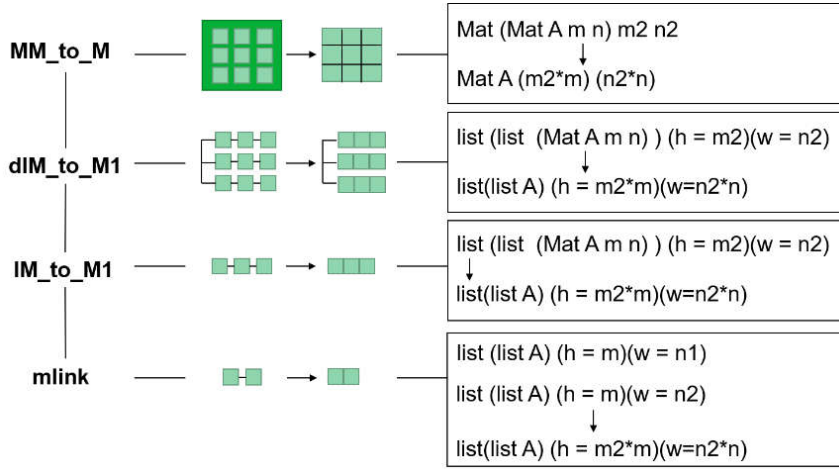 MM_to_M
Mat (Mat A m n) m2 n2
Mat A (m2*m) (n2*n)
dlM_to_M1
list (list (Mat A m n) ) (h = m2)(w = n2)
list(list A) (h = m2*m)(w=n2*n)
lM_to_M1
list (list (Mat A m n) ) (h = m2)(w = n2)
list(list A) (h = m2*m)(w=n2*n)
mlink
list (list A) (h = m)(w = n1)
list (list A) (h = m)(w = n2)
list(list A) (h = m2*m)(w=n2*n)